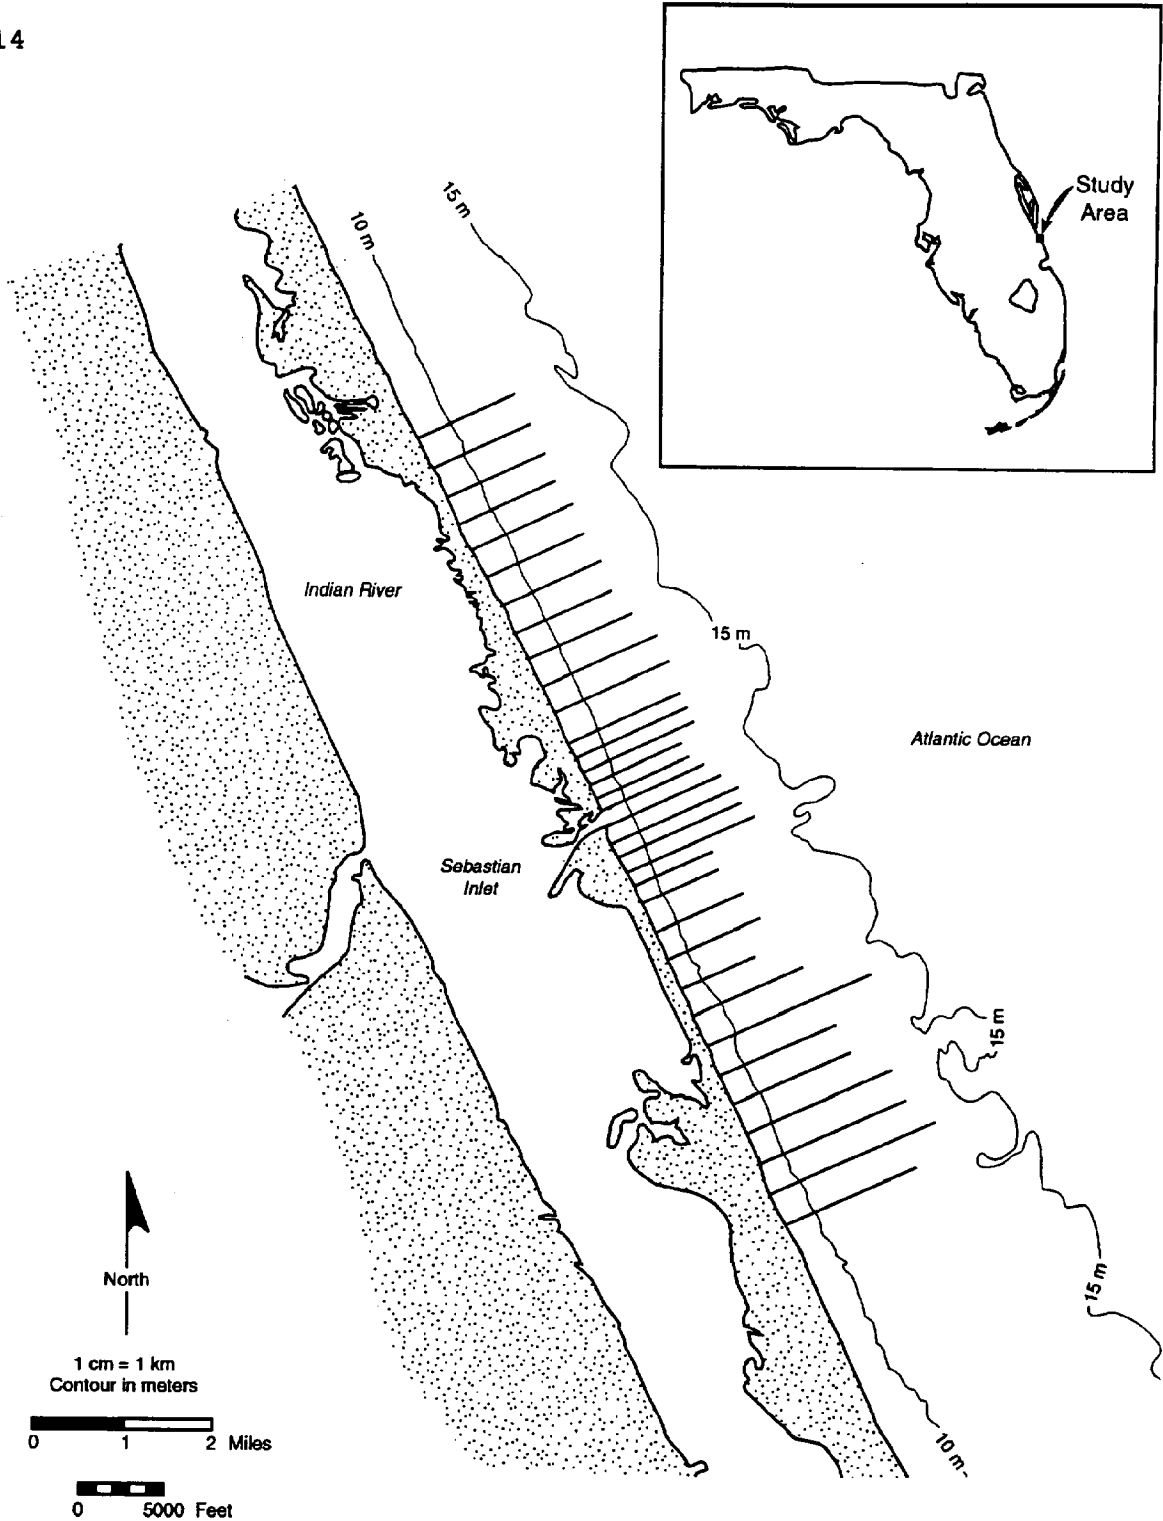 14
Study
Area
15 m
10 m
Indian River
15 m
Atlantic Ocean
Sebastian
Inlet
15 m
North
15 m
1 cm = 1 km
Contour in meters
0 1 2 Miles
10 m
0 5000 Feet